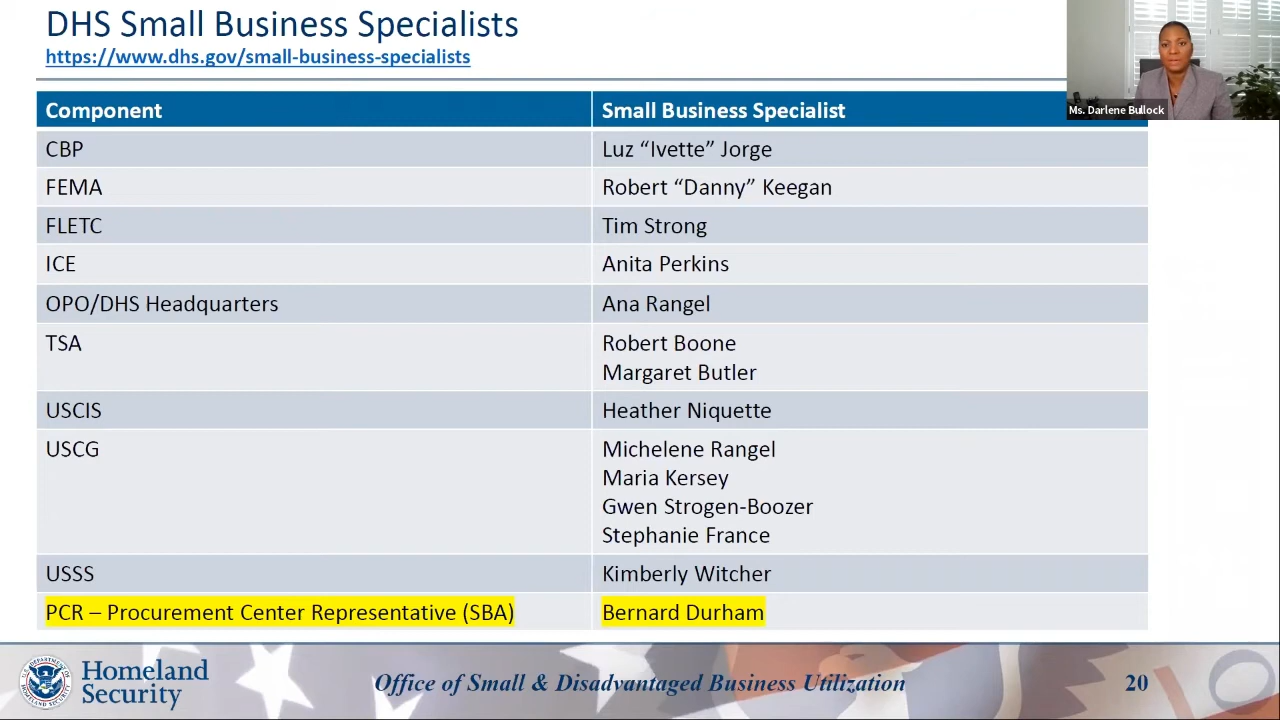 DHS Small Business Specialists
https://www.dhs.gov/small-business-specialists
Ms. Darlene Bullock
Component Small Business Specialist
CBP Luz “Ivette” Jorge
FEMA Robert “Danny” Keegan
FLETC Tim Strong
ICE Anita Perkins
OPO/DHS Headquarters Ana Rangel
TSA Robert Boone
Margaret Butler
USCIS Heather Niquette
USCG Michelene Rangel
Maria Kersey
Gwen Strogen-Boozer
Stephanie France
USSS Kimberly Witcher
PCR – Procurement Center Representative (SBA) Bernard Durham
Homeland
Security
Office of Small & Disadvantaged Business Utilization
20